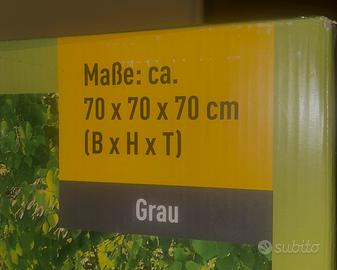 Maße: ca.
70 x 70 x 70 cm
(B x H x T)
Grau
subito